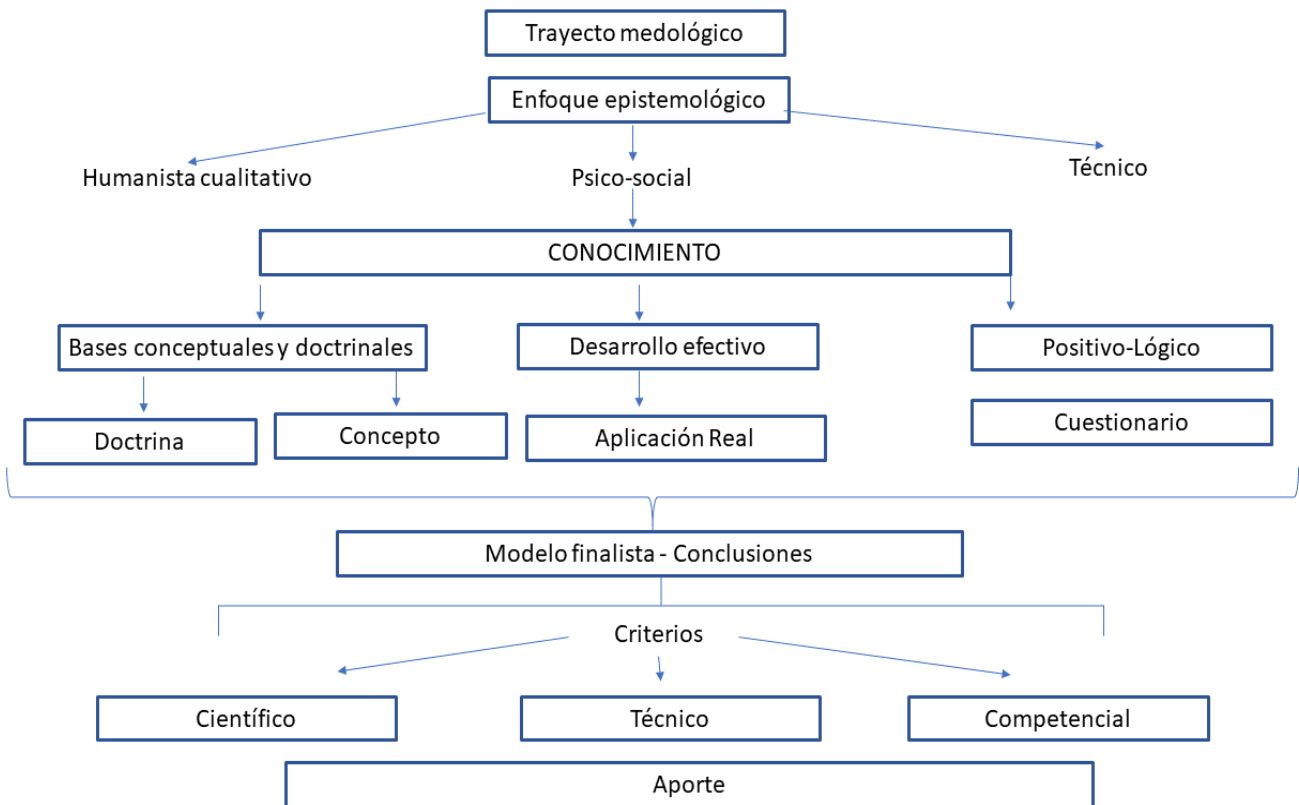 Trayecto medológico
Enfoque epistemológico
Humanista cualitativo
Psico-social
Técnico
CONOCIMIENTO
Bases conceptuales y doctrinales
Desarrollo efectivo
Positivo-Lógico
Doctrina
Concepto
Aplicación Real
Cuestionario
Modelo finalista - Conclusiones
Criterios
Científico
Técnico
Competencial
Aporte